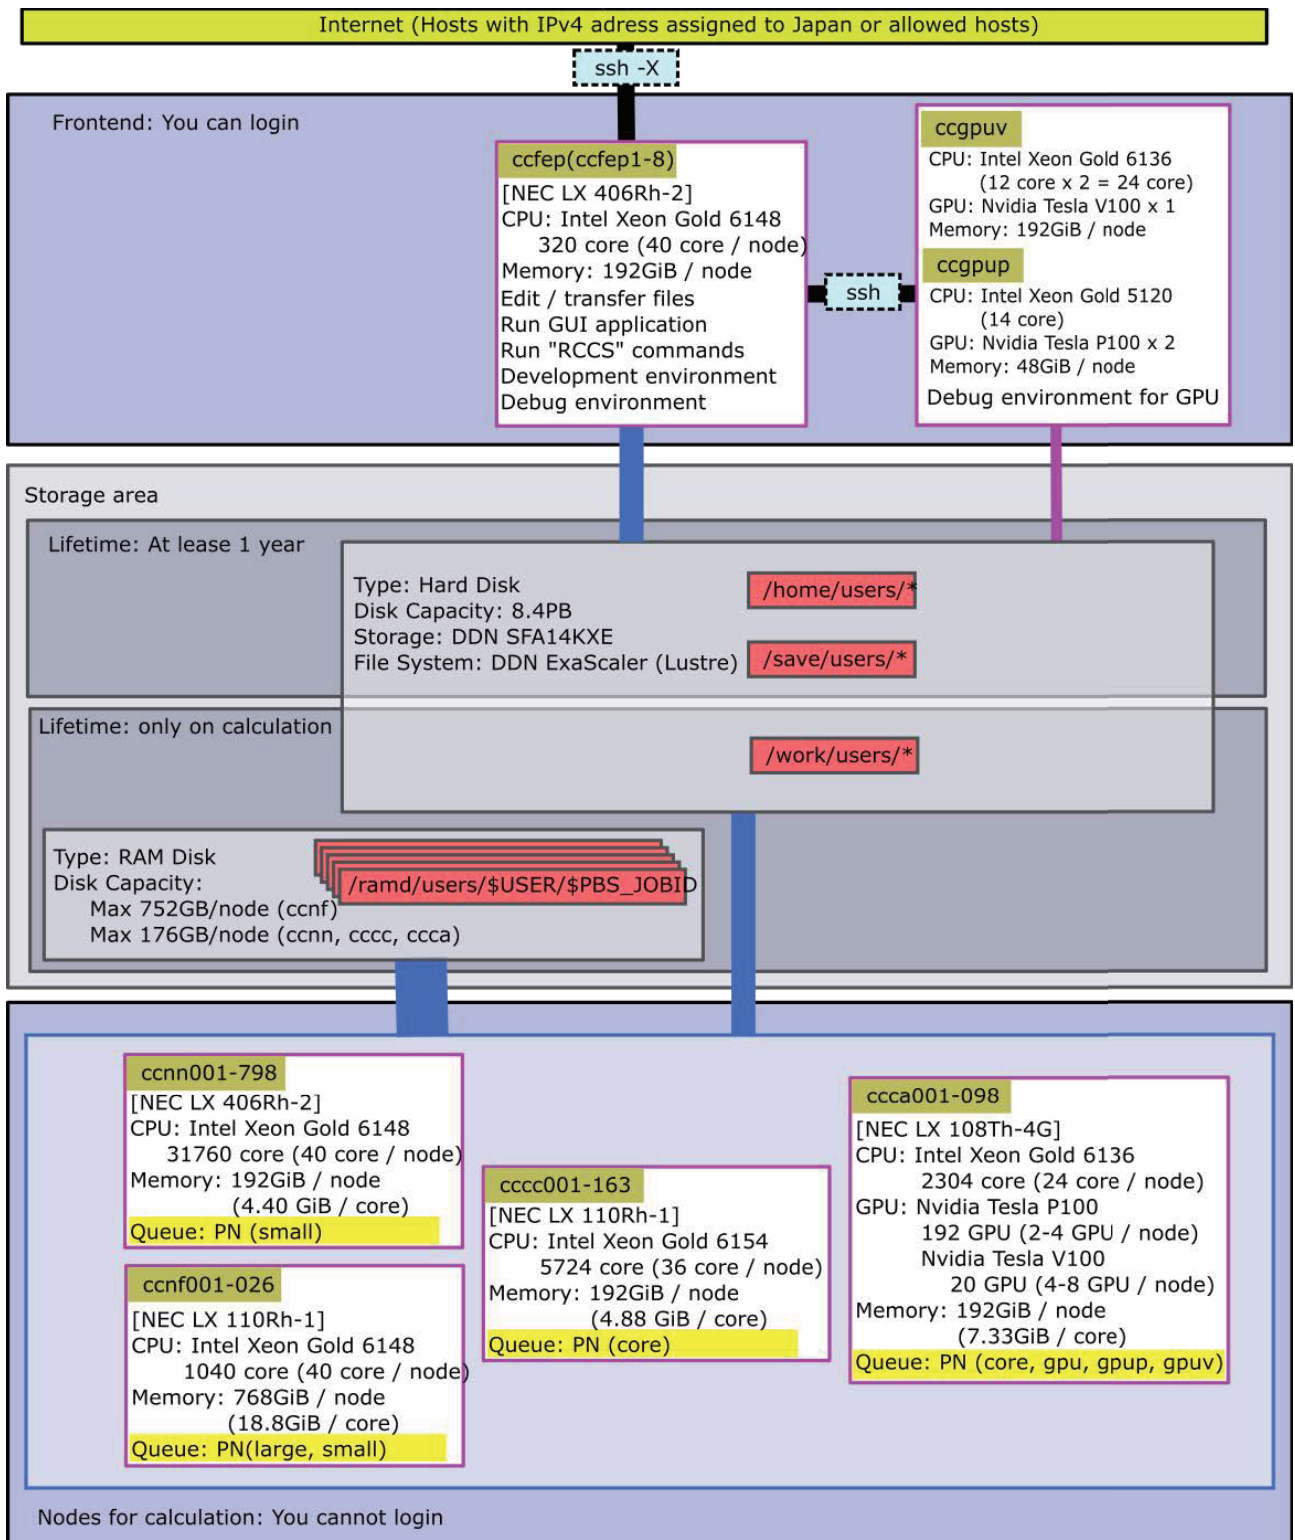 Internet (Hosts with IPv4 adress assigned to Japan or allowed hosts)
ssh -X
Frontend: You can login
ccfep(ccfep1-8)
[NEC LX 406Rh-2]
CPU: Intel Xeon Gold 6148
320 core (40 core / node)
Memory: 192GiB / node
Edit / transfer files
Run GUI application
Run "RCCS" commands
Development environment
Debug environment
ssh
ccgpuv
CPU: Intel Xeon Gold 6136
(12 core x 2 = 24 core)
GPU: Nvidia Tesla V100 x 1
Memory: 192GiB / node
ccgpup
CPU: Intel Xeon Gold 5120
(14 core)
GPU: Nvidia Tesla P100 x 2
Memory: 48GiB / node
Debug environment for GPU
Storage area
Lifetime: At lease 1 year
Type: Hard Disk
Disk Capacity: 8.4PB
Storage: DDN SFA14KXE
File System: DDN ExaScaler (Lustre)
/home/users/*
/save/users/*
Lifetime: only on calculation
/work/users/*
Type: RAM Disk
Disk Capacity:
Max 752GB/node (ccnf)
Max 176GB/node (ccnn, cccc, ccca)
/ramd/users/$USER/$PBS_JOBID
ccnn001-798
[NEC LX 406Rh-2]
CPU: Intel Xeon Gold 6148
31760 core (40 core / node)
Memory: 192GiB / node
(4.40 GiB / core)
Queue: PN (small)
ccnf001-026
[NEC LX 110Rh-1]
CPU: Intel Xeon Gold 6148
1040 core (40 core / node)
Memory: 768GiB / node
(18.8GiB / core)
Queue: PN(large, small)
cccc001-163
[NEC LX 110Rh-1]
CPU: Intel Xeon Gold 6154
5724 core (36 core / node)
Memory: 192GiB / node
(4.88 GiB / core)
Queue: PN (core)
ccca001-098
[NEC LX 108Th-4G]
CPU: Intel Xeon Gold 6136
2304 core (24 core / node)
GPU: Nvidia Tesla P100
192 GPU (2-4 GPU / node)
Nvidia Tesla V100
20 GPU (4-8 GPU / node)
Memory: 192GiB / node
(7.33GiB / core)
Queue: PN (core, gpu, gpup, gpuv)
Nodes for calculation: You cannot login